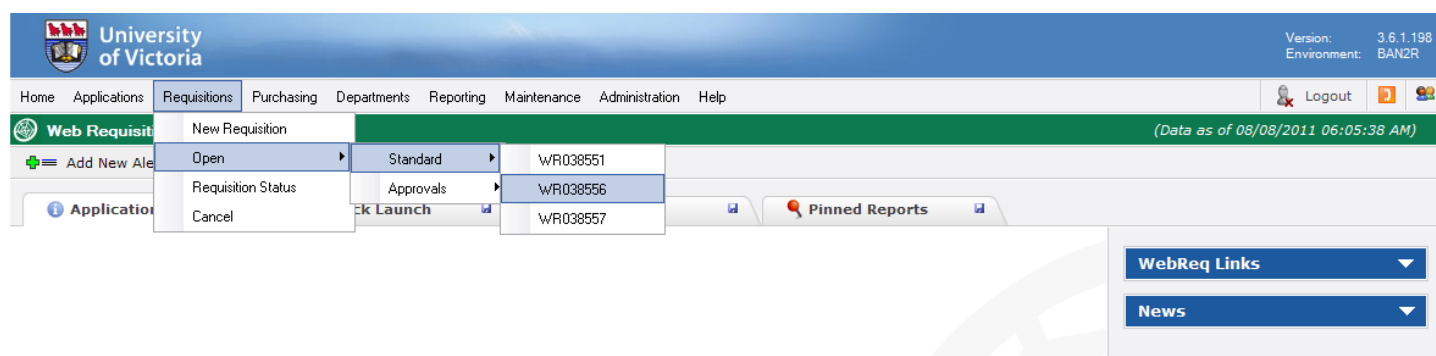 University
of Victoria
Version: 3.6.1.198
Environment: BAN2R
Home Applications Requisitions Purchasing Departments Reporting Maintenance Administration Help Logout
Web Requisiti New Requisition (Data as of 08/08/2011 06:05:38 AM)
Add New Ale Open Standard WR038551
Requisition Status Approvals WR038556
Application Cancel ck Launch WR038557 Pinned Reports
WebReq Links
News